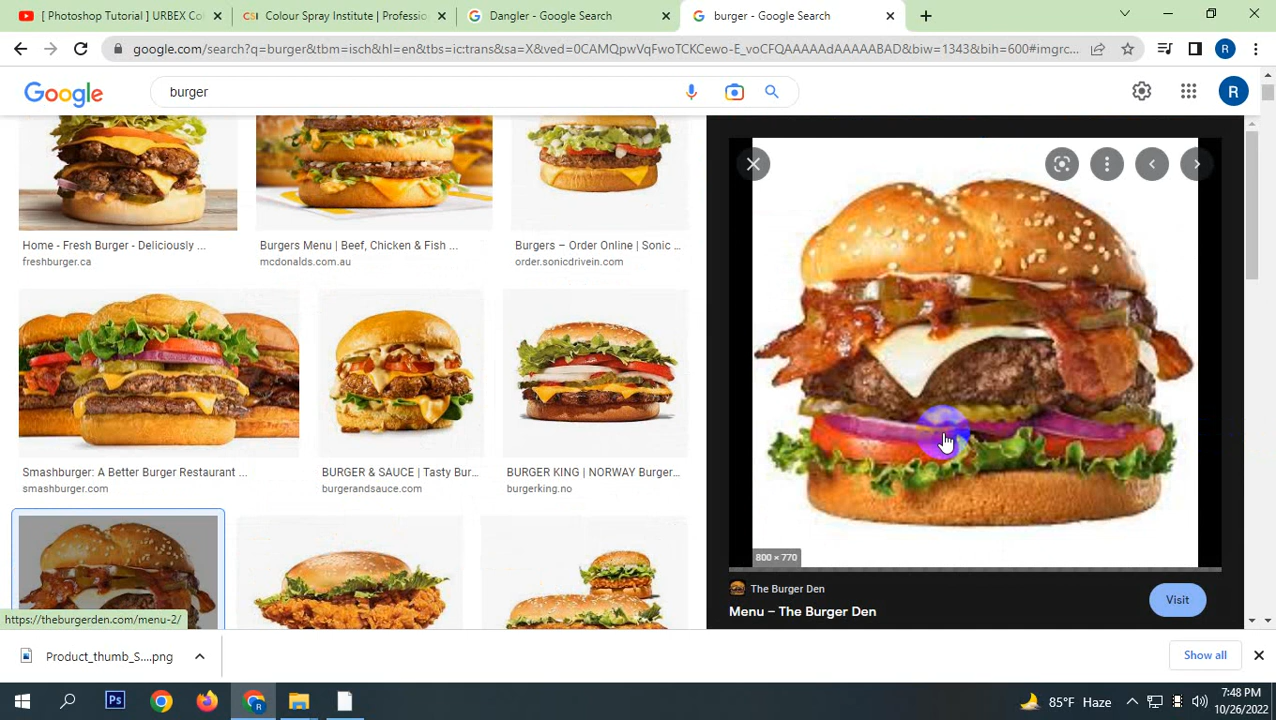 [ Photoshop Tutorial ] URBEX Co
CSI Colour Spray Institute | Professio
Dangler - Google Search
burger - Google Search
google.com/search?q=burger&tbm=isch&hl=en&tbs=ic:trans&sa=X&ved=0CAMQpwVqFwoTCKCewo-E_voCFQAAAAAdAAAAABAD&biw=1343&bih=600#imgrc...
R
Google
burger
R
Home - Fresh Burger - Deliciously ...
freshburger.ca
Burgers Menu | Beef, Chicken & Fish ...
mcdonalds.com.au
Burgers – Order Online | Sonic ...
order.sonicdrivein.com
Smashburger: A Better Burger Restaurant ...
smashburger.com
BURGER & SAUCE | Tasty Bur...
burgerandsauce.com
BURGER KING | NORWAY Burger...
burgerking.no
800 × 770
The Burger Den
Menu – The Burger Den
Visit
https://theburgerden.com/menu-2/
Product_thumb_S....png
Show all
Ps
R
85°F Haze
7:48 PM
10/26/2022